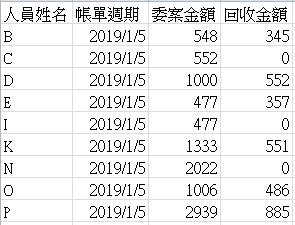 人員姓名 帳單週期 委案金額 回收金額
B 2019/1/5 548 345
C 2019/1/5 552 0
D 2019/1/5 1000 552
E 2019/1/5 477 357
I 2019/1/5 477 0
K 2019/1/5 1333 551
N 2019/1/5 2022 0
O 2019/1/5 1006 486
P 2019/1/5 2939 885